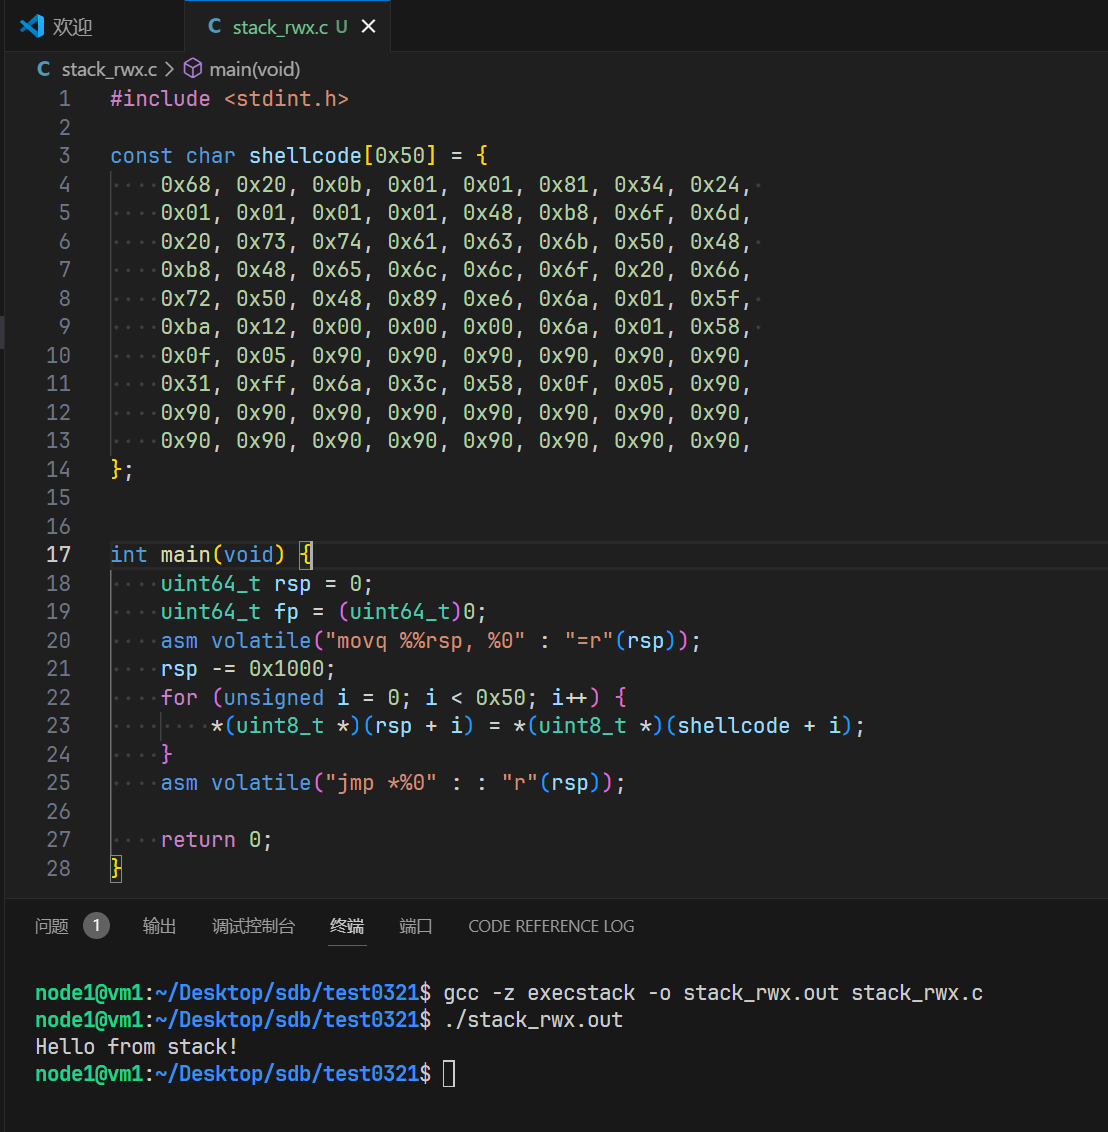 欢迎
C stack_rwx.c U
C stack_rwx.c > main(void)
1 #include <stdint.h>
2
3 const char shellcode[0x50] = {
4     0x68, 0x20, 0x0b, 0x01, 0x01, 0x81, 0x34, 0x24,
5     0x01, 0x01, 0x01, 0x01, 0x48, 0xb8, 0x6f, 0x6d,
6     0x20, 0x73, 0x74, 0x61, 0x63, 0x6b, 0x50, 0x48,
7     0xb8, 0x48, 0x65, 0x6c, 0x6c, 0x6f, 0x20, 0x66,
8     0x72, 0x50, 0x48, 0x89, 0xe6, 0x6a, 0x01, 0x5f,
9     0xba, 0x12, 0x00, 0x00, 0x00, 0x6a, 0x01, 0x58,
10     0x0f, 0x05, 0x90, 0x90, 0x90, 0x90, 0x90, 0x90,
11     0x31, 0xff, 0x6a, 0x3c, 0x58, 0x0f, 0x05, 0x90,
12     0x90, 0x90, 0x90, 0x90, 0x90, 0x90, 0x90, 0x90,
13     0x90, 0x90, 0x90, 0x90, 0x90, 0x90, 0x90, 0x90,
14 };
15
16
17 int main(void) {
18     uint64_t rsp = 0;
19     uint64_t fp = (uint64_t)0;
20     asm volatile("movq %%rsp, %0" : "=r"(rsp));
21     rsp -= 0x1000;
22     for (unsigned i = 0; i < 0x50; i++) {
23         *(uint8_t *)(rsp + i) = *(uint8_t *)(shellcode + i);
24     }
25     asm volatile("jmp *%0" : : "r"(rsp));
26
27     return 0;
28 }
问题 1 输出 调试控制台 终端 端口 CODE REFERENCE LOG
node1@vm1:~/Desktop/sdb/test0321$ gcc -z execstack -o stack_rwx.out stack_rwx.c
node1@vm1:~/Desktop/sdb/test0321$ ./stack_rwx.out
Hello from stack!
node1@vm1:~/Desktop/sdb/test0321$